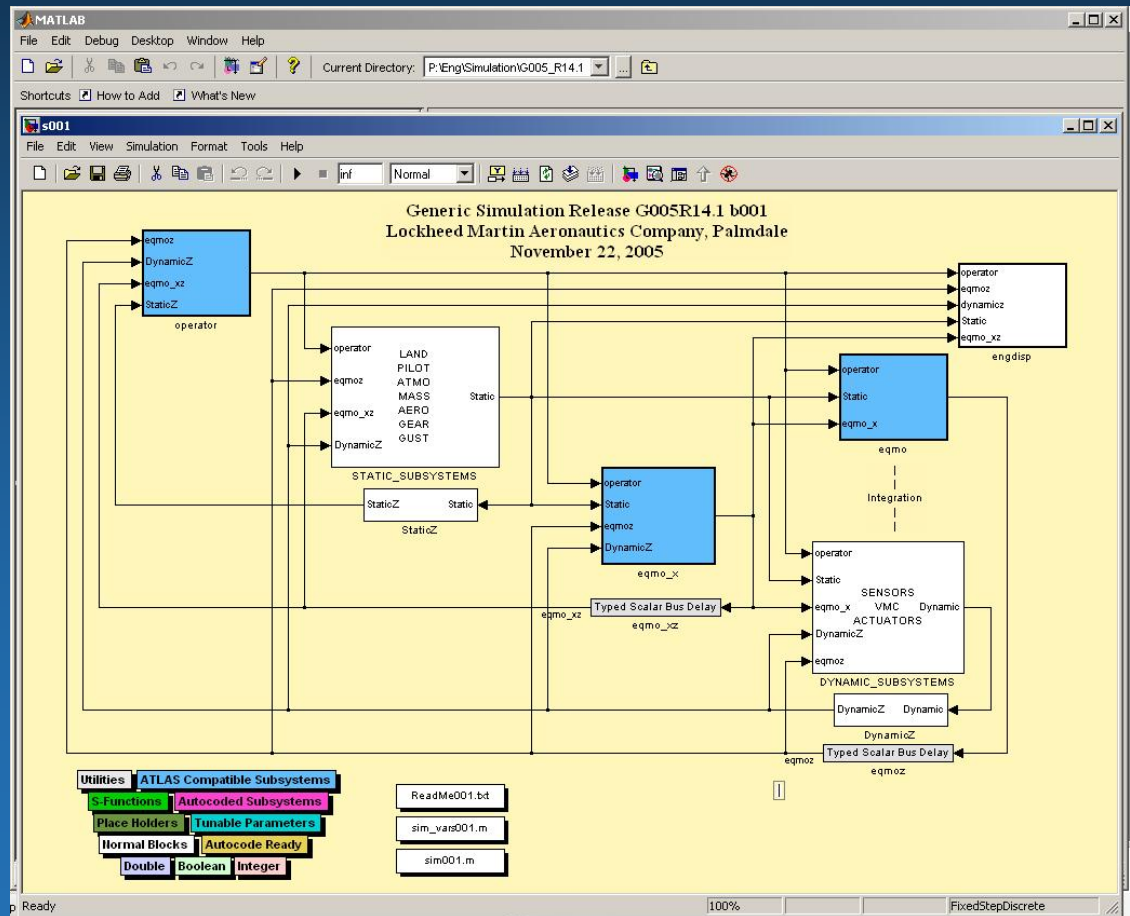 MATLAB
File Edit Debug Desktop Window Help
Current Directory: P:\Eng\Simulation\G005_R14.1 ...
Shortcuts How to Add What's New
s001
File Edit View Simulation Format Tools Help
inf Normal
Generic Simulation Release G005R14.1 b001
Lockheed Martin Aeronautics Company, Palmdale
November 22, 2005
eqmoz
DynamicZ
eqmo_xz
StaticZ
operator
operator
eqmoz
dynamicz
Static
eqmo_xz
engdisp
operator
eqmoz
eqmo_xz
DynamicZ
LAND
PILOT
ATMO
MASS
AERO
GEAR
GUST
Static
STATIC_SUBSYSTEMS
operator
Static
eqmo_x
eqmo
Integration
StaticZ Static
StaticZ
operator
Static
eqmoz
DynamicZ
eqmo_x
operator
Static
eqmo_x
DynamicZ
eqmoz
SENSORS
VMC
ACTUATORS
Dynamic
DYNAMIC_SUBSYSTEMS
eqmo_xz
Typed Scalar Bus Delay
eqmo_xz
DynamicZ Dynamic
DynamicZ
eqmoz
Typed Scalar Bus Delay
eqmoz
Utilities ATLAS Compatible Subsystems
S-Functions Autocoded Subsystems
Place Holders Tunable Parameters
Normal Blocks Autocode Ready
Double Boolean Integer
ReadMe001.txt
sim_vars001.m
sim001.m
Ready 100% FixedStepDiscrete